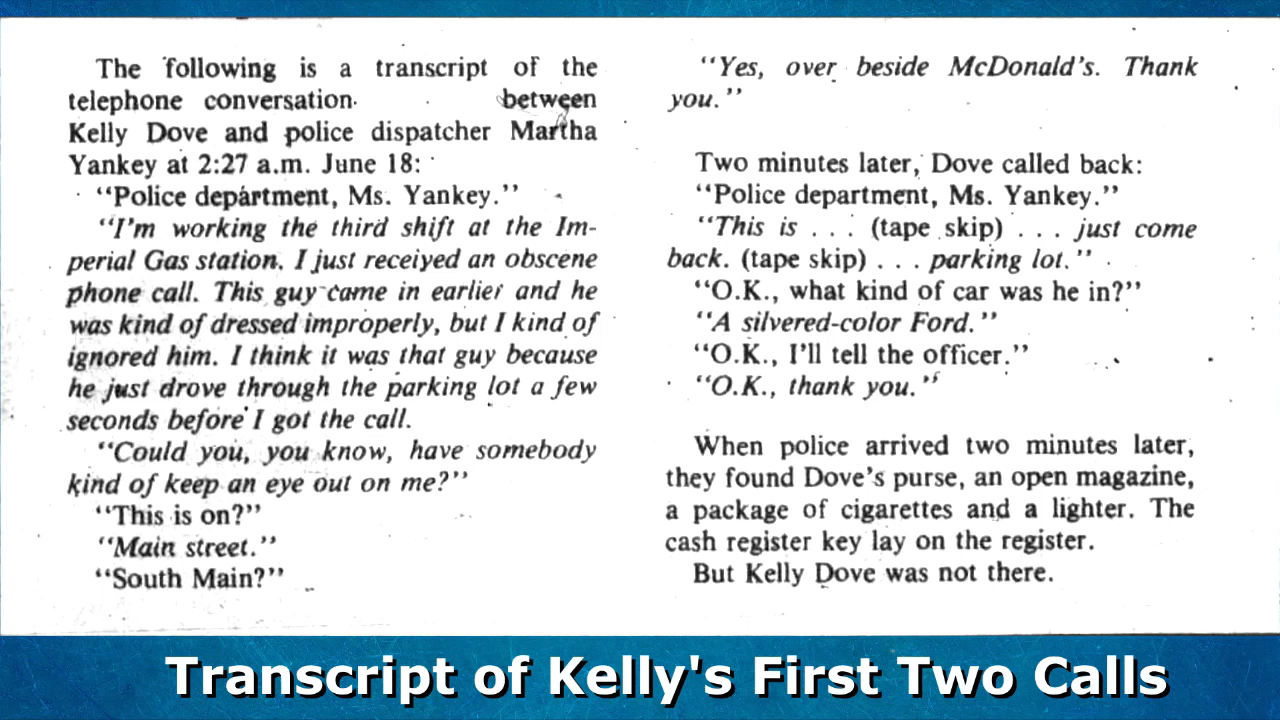 The following is a transcript of the
telephone conversation between
Kelly Dove and police dispatcher Martha
Yankey at 2:27 a.m. June 18:
“Police department, Ms. Yankey.”
“I’m working the third shift at the Im-
perial Gas station. I just received an obscene
phone call. This guy came in earlier and he
was kind of dressed improperly, but I kind of
ignored him. I think it was that guy because
he just drove through the parking lot a few
seconds before I got the call.
“Could you, you know, have somebody
kind of keep an eye out on me?”
“This is on?”
“Main street.”
“South Main?”
“Yes, over beside McDonald’s. Thank
you.”
Two minutes later, Dove called back:
“Police department, Ms. Yankey.”
“This is . . . (tape skip) . . . just come
back. (tape skip) . . . parking lot.”
“O.K., what kind of car was he in?”
“A silvered-color Ford.”
“O.K., I’ll tell the officer.”
“O.K., thank you.”
When police arrived two minutes later,
they found Dove’s purse, an open magazine,
a package of cigarettes and a lighter. The
cash register key lay on the register.
But Kelly Dove was not there.
Transcript of Kelly's First Two Calls